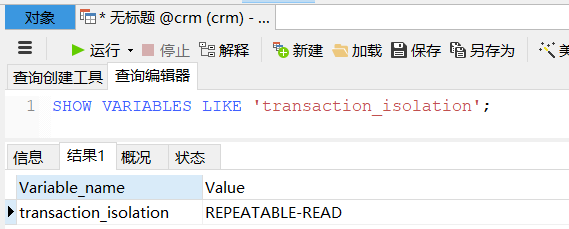 对象 * 无标题 @crm (crm) - ...
运行 停止 解释 新建 加载 保存 另存为 美
查询创建工具 查询编辑器
1 SHOW VARIABLES LIKE 'transaction_isolation';
信息 结果1 概况 状态
Variable_name Value
transaction_isolation REPEATABLE-READ